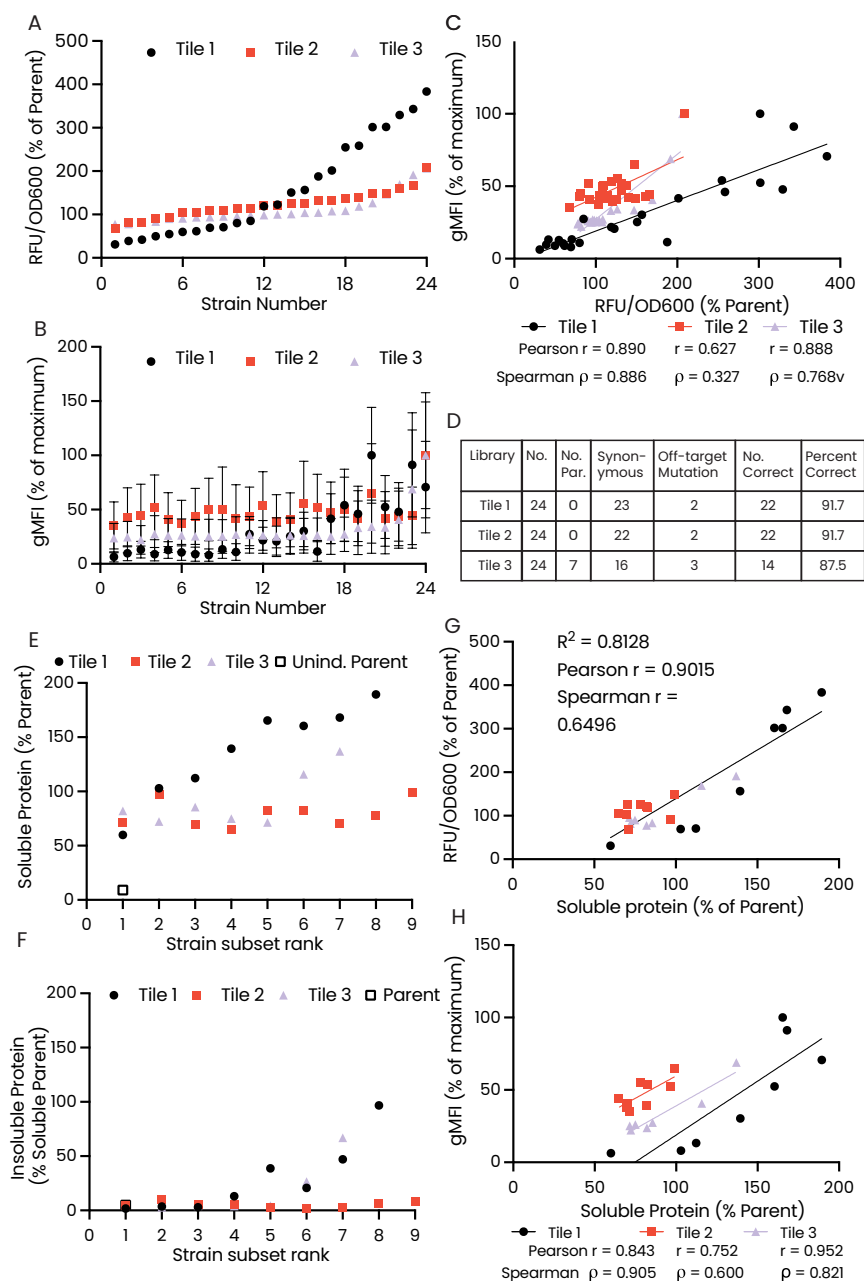 A
500
400
300
200
100
0
RFU/OD600 (% of Parent)
Tile 1 Tile 2 Tile 3
0 6 12 18 24
Strain Number
B
200
150
100
50
0
gMFI (% of maximum)
Tile 1 Tile 2 Tile 3
0 6 12 18 24
Strain Number
C
150
100
50
0
gMFI (% of maximum)
0 100 200 300 400
RFU/OD600 (% Parent)
Tile 1 Tile 2 Tile 3
Pearson r = 0.890 r = 0.627 r = 0.888
Spearman ρ = 0.886 ρ = 0.327 ρ = 0.768v
D
Library No. No. Par. Synon-ymous Off-target Mutation No. Correct Percent Correct
Tile 1 24 0 23 2 22 91.7
Tile 2 24 0 22 2 22 91.7
Tile 3 24 7 16 3 14 87.5
E
Tile 1 Tile 2 Tile 3 Unind. Parent
200
150
100
50
0
Soluble Protein (% Parent)
0 1 2 3 4 5 6 7 8 9
Strain subset rank
F
Tile 1 Tile 2 Tile 3 Parent
200
150
100
50
0
Insoluble Protein
(% Soluble Parent)
0 1 2 3 4 5 6 7 8 9
Strain subset rank
G
500
400
300
200
100
0
RFU/OD600 (% of Parent)
R² = 0.8128
Pearson r = 0.9015
Spearman r =
0.6496
0 50 100 150 200
Soluble protein (% of Parent)
H
150
100
50
0
gMFI (% of maximum)
0 50 100 150 200
Soluble Protein (% Parent)
Tile 1 Tile 2 Tile 3
Pearson r = 0.843 r = 0.752 r = 0.952
Spearman ρ = 0.905 ρ = 0.600 ρ = 0.821